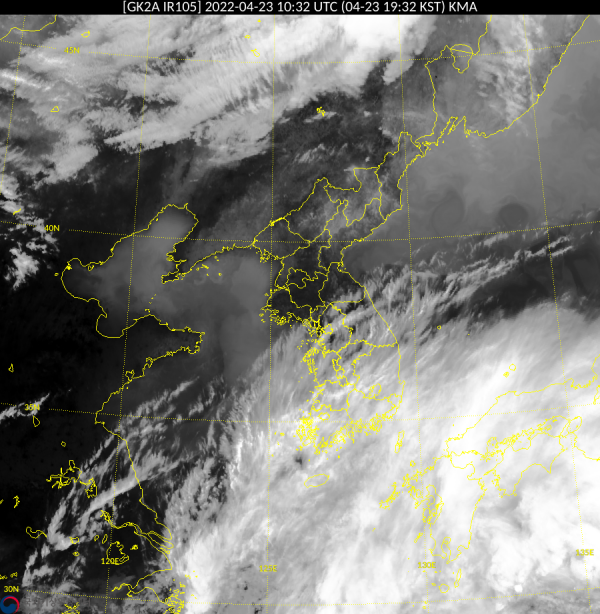 [GK2A IR105] 2022-04-23 10:32 UTC (04-23 19:32 KST) KMA
45N
40N
35N
120E
125E
130E
135E
30N